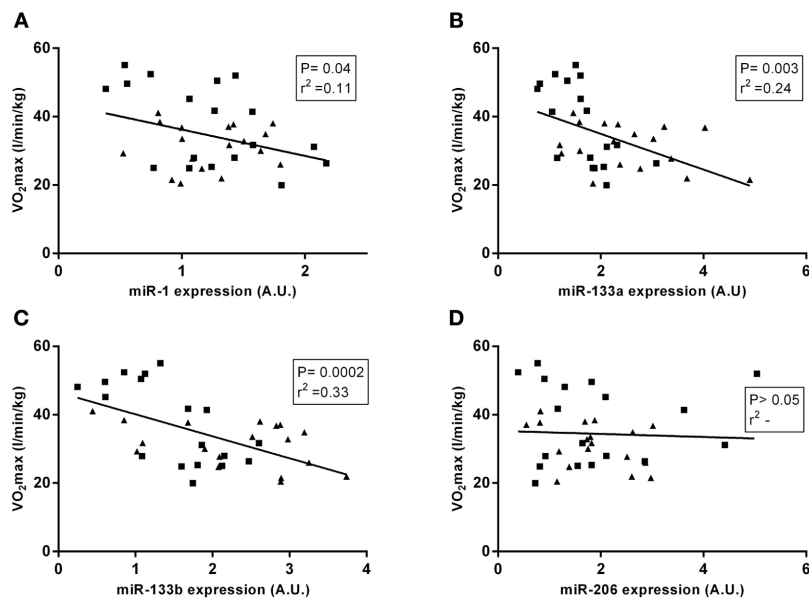 A
60
40
20
0
VO2max (l/min/kg)
P= 0.04
r2 =0.11
0 1 2
miR-1 expression (A.U.)
B
60
40
20
0
VO2max (l/min/kg)
P= 0.003
r2 =0.24
0 2 4 6
miR-133a expression (A.U)
C
60
40
20
0
VO2max (l/min/kg)
P= 0.0002
r2 =0.33
0 1 2 3 4
miR-133b expression (A.U.)
D
60
40
20
0
VO2max (l/min/kg)
P> 0.05
r2 -
0 2 4 6
miR-206 expression (A.U.)